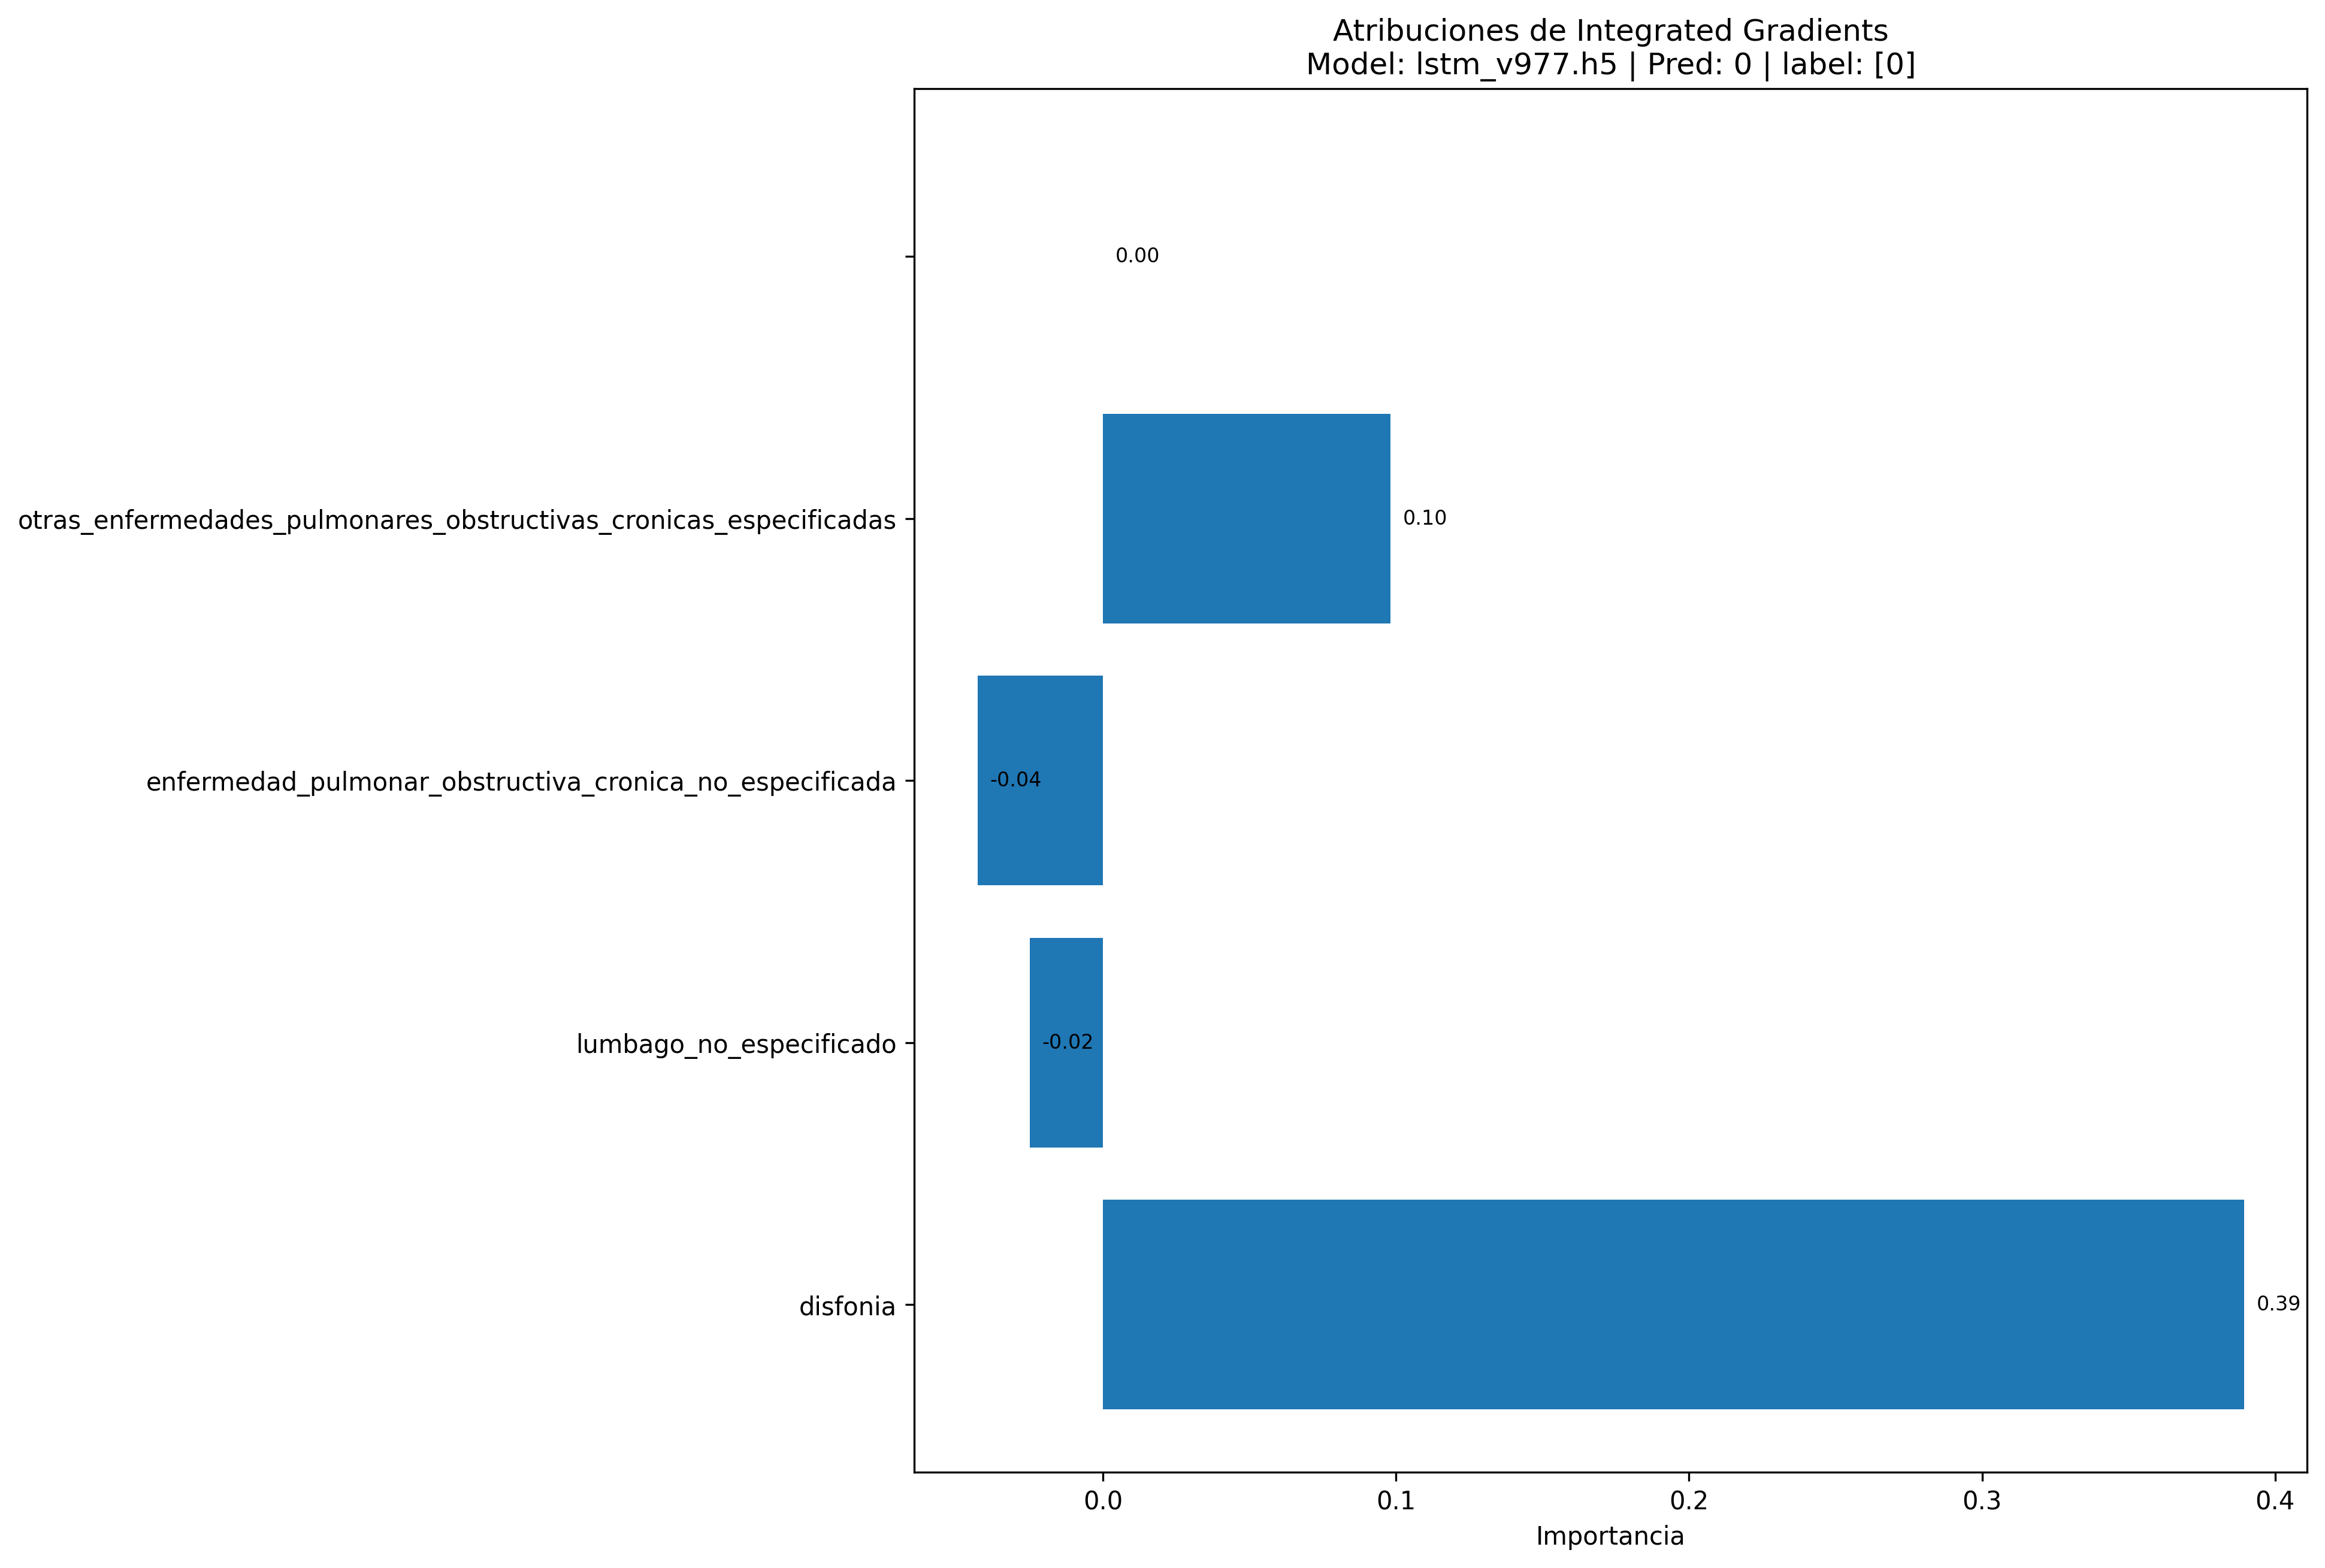 Atribuciones de Integrated Gradients
Model: lstm_v977.h5 | Pred: 0 | label: [0]
0.00
otras_enfermedades_pulmonares_obstructivas_cronicas_especificadas
0.10
enfermedad_pulmonar_obstructiva_cronica_no_especificada
-0.04
lumbago_no_especificado
-0.02
disfonia
0.39
0.0 0.1 0.2 0.3 0.4
Importancia